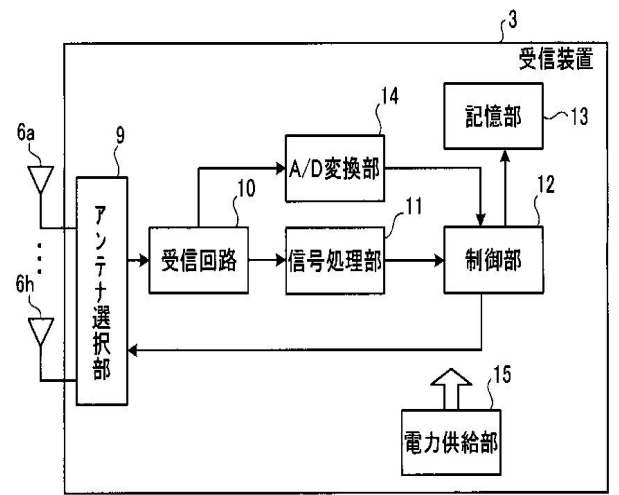 3
受信装置
6a
9
14
記憶部
13
A/D変換部
10
11
12
アンテナ選択部
受信回路
信号処理部
制御部
6h
15
電力供給部